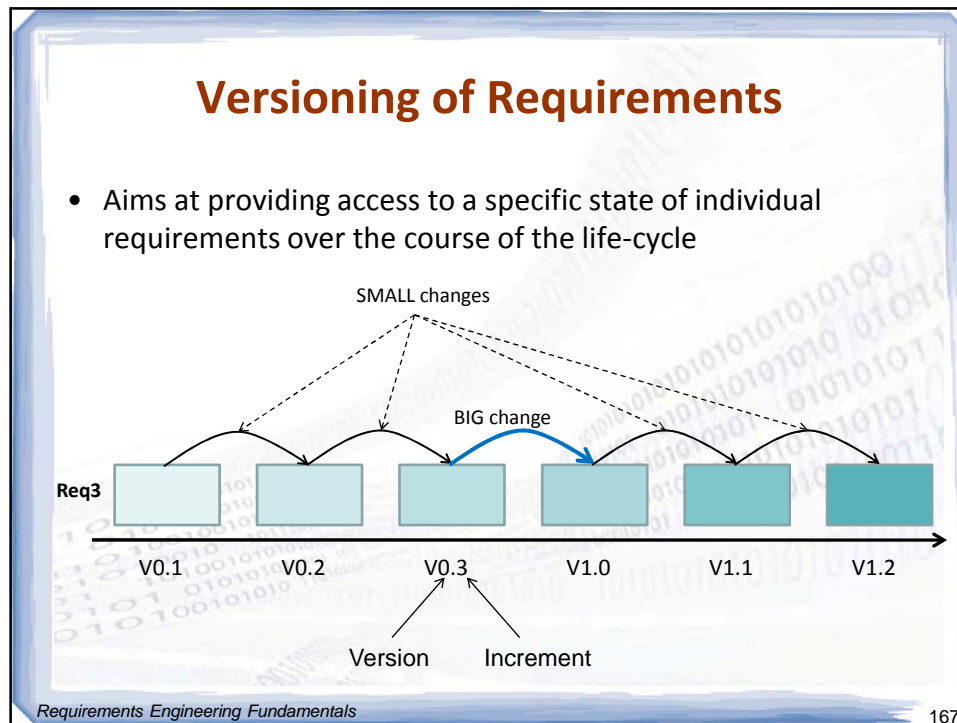 Versioning of Requirements
• Aims at providing access to a specific state of individual
requirements over the course of the life-cycle
SMALL changes
BIG change
Req3
V0.1 V0.2 V0.3 V1.0 V1.1 V1.2
Version Increment
Requirements Engineering Fundamentals 167